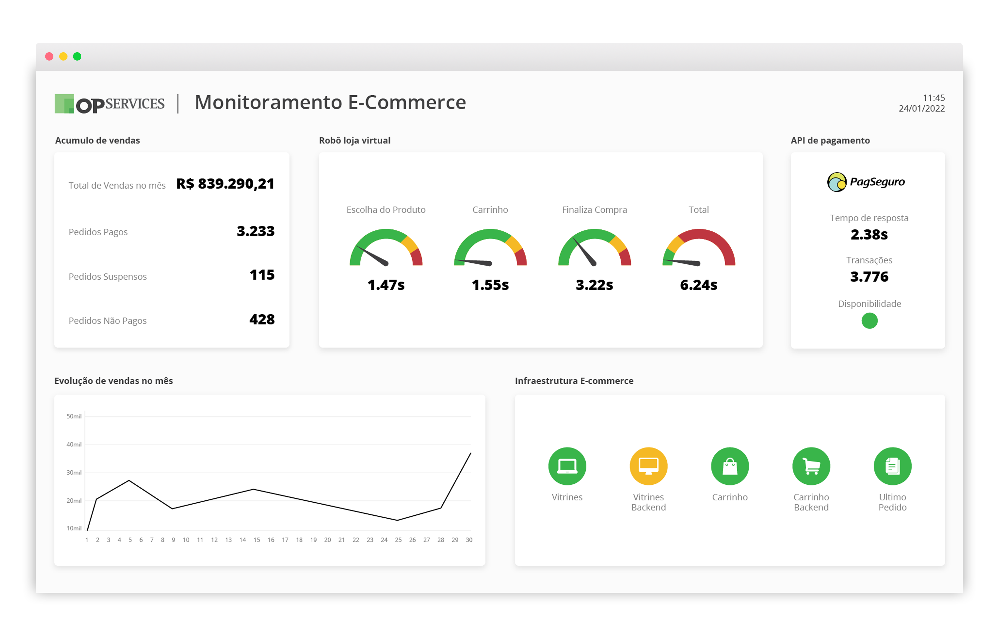 OPSERVICES
Monitoramento E-Commerce
11:45
24/01/2022
Acumulo de vendas
Total de Vendas no mês R$ 839.290,21
Pedidos Pagos 3.233
Pedidos Suspensos 115
Pedidos Não Pagos 428
Robô loja virtual
Escolha do Produto Carrinho Finaliza Compra Total
1.47s 1.55s 3.22s 6.24s
API de pagamento
PagSeguro
Tempo de resposta
2.38s
Transações
3.776
Disponibilidade
Evolução de vendas no mês
50mil
40mil
30mil
20mil
10mil
1 2 3 4 5 6 7 8 9 10 11 12 13 14 15 16 17 18 19 20 21 22 23 24 25 26 27 28 29 30
Infraestrutura E-commerce
Vitrines
Vitrines
Backend
Carrinho
Carrinho
Backend
Ultimo
Pedido